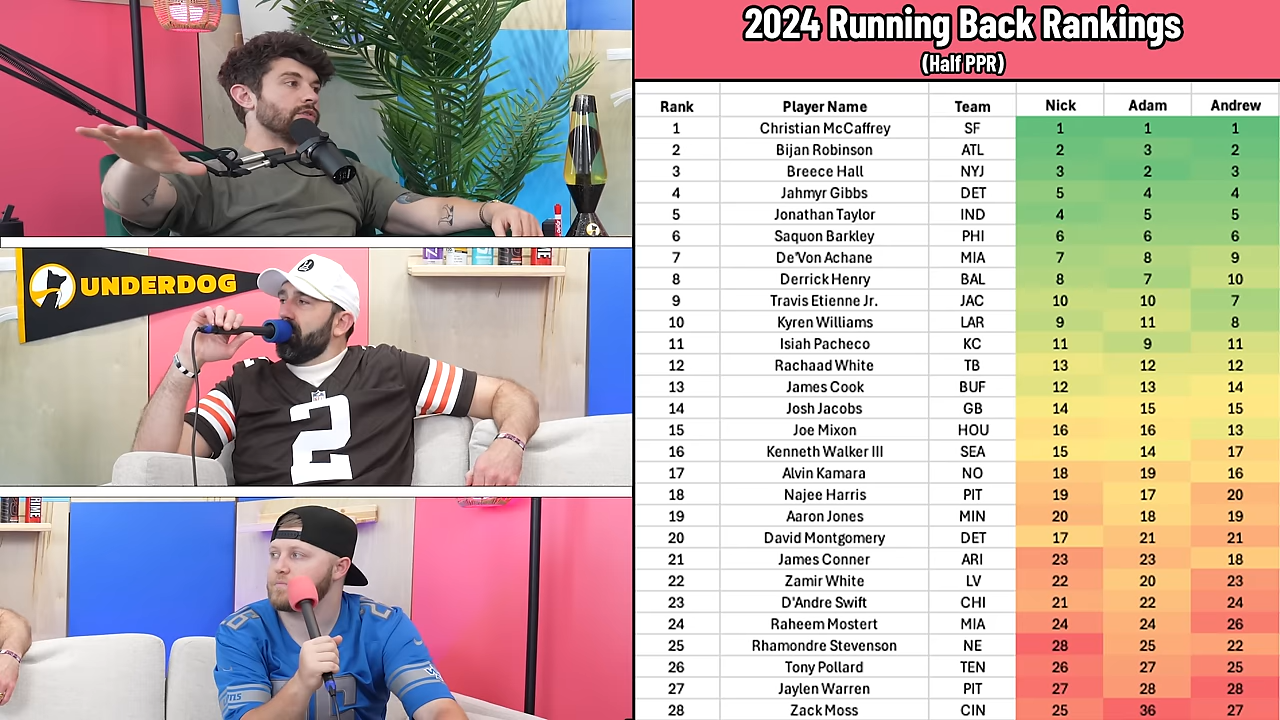 2024 Running Back Rankings
(Half PPR)
Rank Player Name Team Nick Adam Andrew
1 Christian McCaffrey SF 1 1 1
2 Bijan Robinson ATL 2 3 2
3 Breece Hall NYJ 3 2 3
4 Jahmyr Gibbs DET 5 4 4
5 Jonathan Taylor IND 4 5 5
6 Saquon Barkley PHI 6 6 6
7 De'Von Achane MIA 7 8 9
8 Derrick Henry BAL 8 7 10
9 Travis Etienne Jr. JAC 10 10 7
10 Kyren Williams LAR 9 11 8
11 Isiah Pacheco KC 11 9 11
12 Rachaad White TB 13 12 12
13 James Cook BUF 12 13 14
14 Josh Jacobs GB 14 15 15
15 Joe Mixon HOU 16 16 13
16 Kenneth Walker III SEA 15 14 17
17 Alvin Kamara NO 18 19 16
18 Najee Harris PIT 19 17 20
19 Aaron Jones MIN 20 18 19
20 David Montgomery DET 17 21 21
21 James Conner ARI 23 23 18
22 Zamir White LV 22 20 23
23 D'Andre Swift CHI 21 22 24
24 Raheem Mostert MIA 24 24 26
25 Rhamondre Stevenson NE 28 25 22
26 Tony Pollard TEN 26 27 25
27 Jaylen Warren PIT 27 28 28
28 Zack Moss CIN 25 36 27
UNDERDOG
2
26